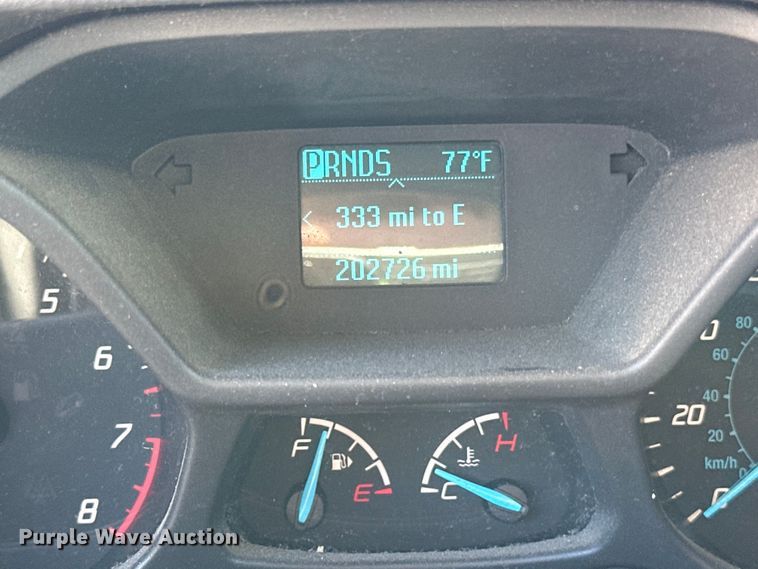 PRNDS 77°F
333 mi to E
202726 mi
5
6
7
8
F
E
H
C
20
0
80
60
40
20
km/h
0
Purple Wave Auction